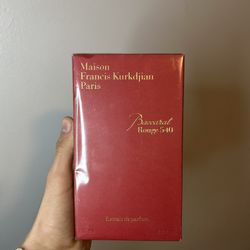 Maison
Francis Kurkdjian
Paris
Baccarat
Rouge 540
Extrait de parfum